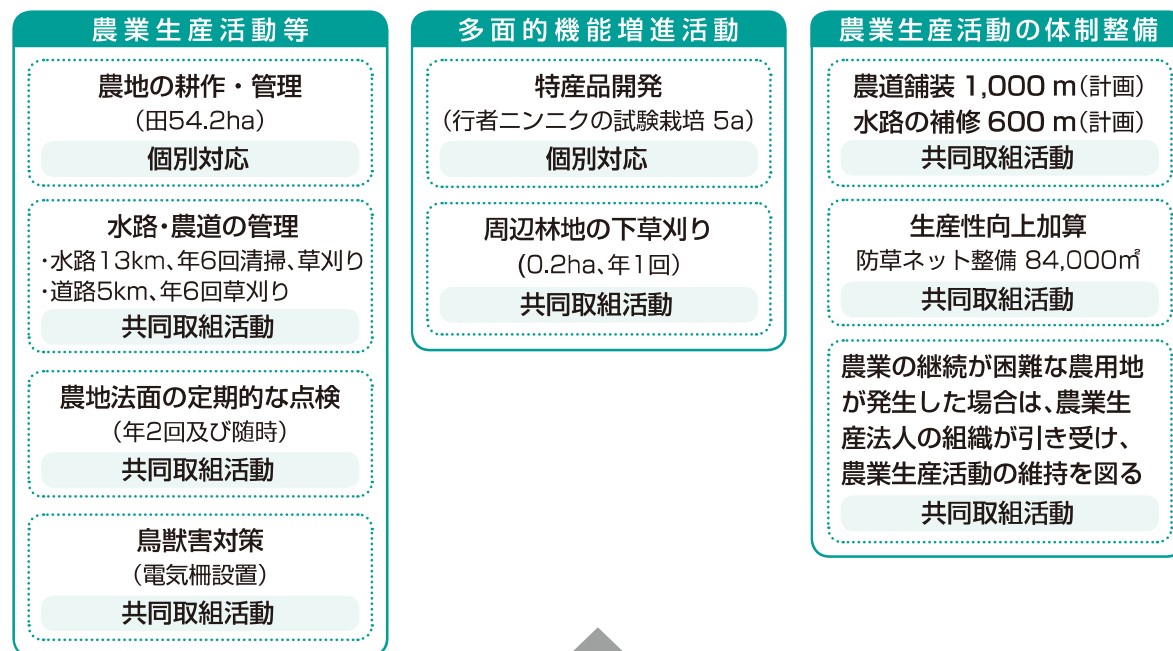 農業生産活動等
農地の耕作・管理
（田54.2ha）
個別対応
水路・農道の管理
・水路13km、年6回清掃、草刈り
・道路5km、年6回草刈り
共同取組活動
農地法面の定期的な点検
（年2回及び随時）
共同取組活動
鳥獣害対策
（電気柵設置）
共同取組活動
多面的機能増進活動
特産品開発
（行者ニンニクの試験栽培 5a）
個別対応
周辺林地の下草刈り
（0.2ha、年1回）
共同取組活動
農業生産活動の体制整備
農道舗装 1,000 m（計画）
水路の補修 600 m（計画）
共同取組活動
生産性向上加算
防草ネット整備 84,000㎡
共同取組活動
農業の継続が困難な農用地
が発生した場合は、農業生
産法人の組織が引き受け、
農業生産活動の維持を図る
共同取組活動